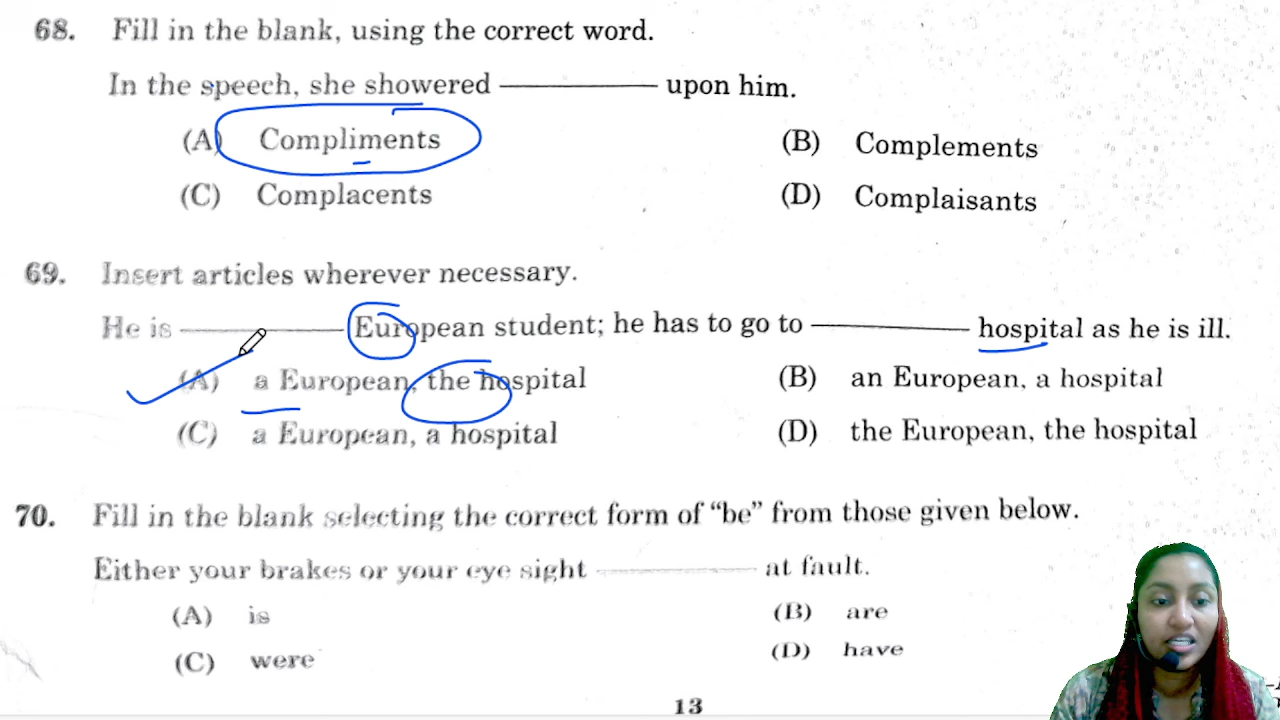 68. Fill in the blank, using the correct word.
In the speech, she showered ———— upon him.
(A) Compliments (B) Complements
(C) Complacents (D) Complaisants
69. Insert articles wherever necessary.
He is ———— European student; he has to go to ———— hospital as he is ill.
(A) a European, the hospital (B) an European, a hospital
(C) a European, a hospital (D) the European, the hospital
70. Fill in the blank selecting the correct form of "be" from those given below.
Either your brakes or your eye sight ———— at fault.
(A) is (B) are
(C) were (D) have
13